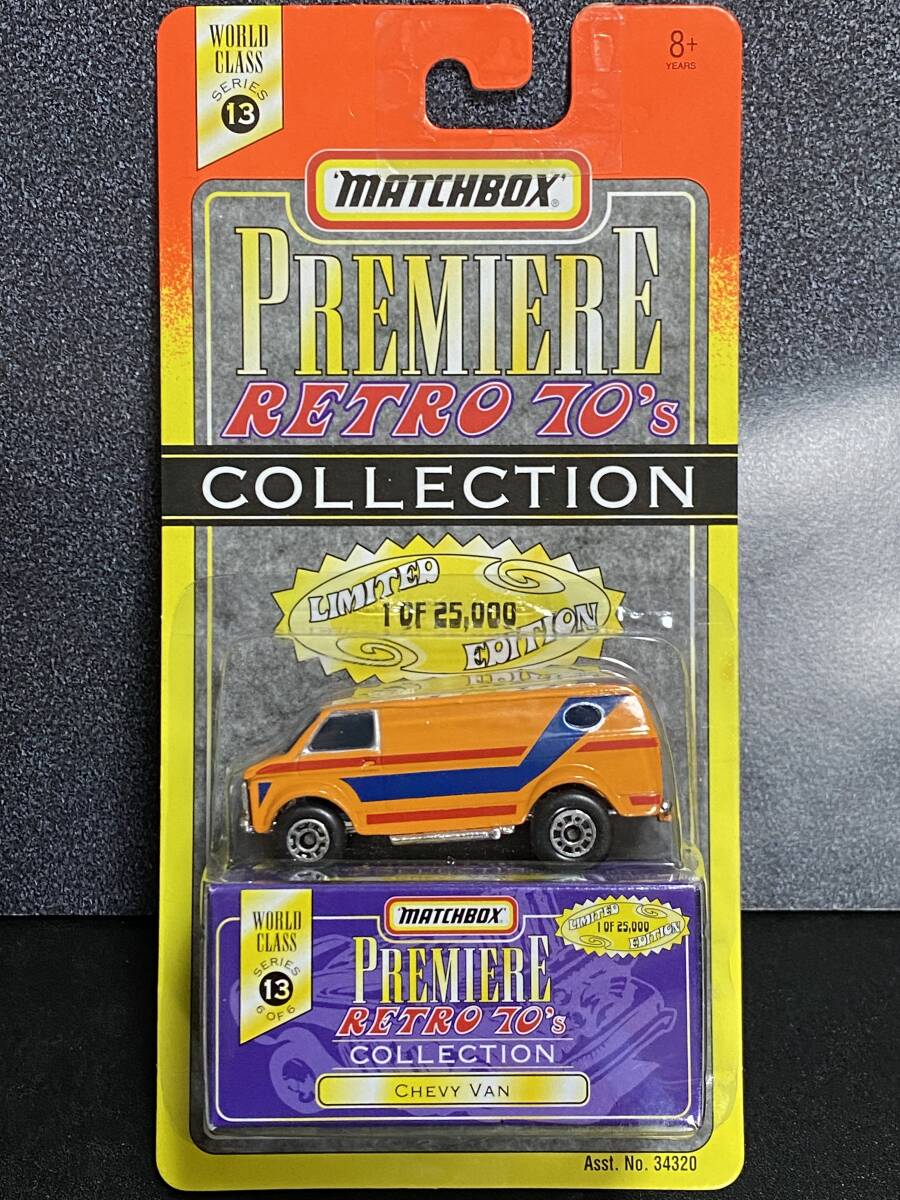 WORLD
CLASS
SERIES
13
8+
YEARS
"MATCHBOX"®
PREMIERE
RETRO 70's
COLLECTION
LIMITED
1 OF 25,000
EDITION
WORLD
CLASS
SERIES
13
6 OF 6
"MATCHBOX"
LIMITED
1 OF 25,000
EDITION
PREMIERE
RETRO 70's
COLLECTION
CHEVY VAN
Asst. No. 34320